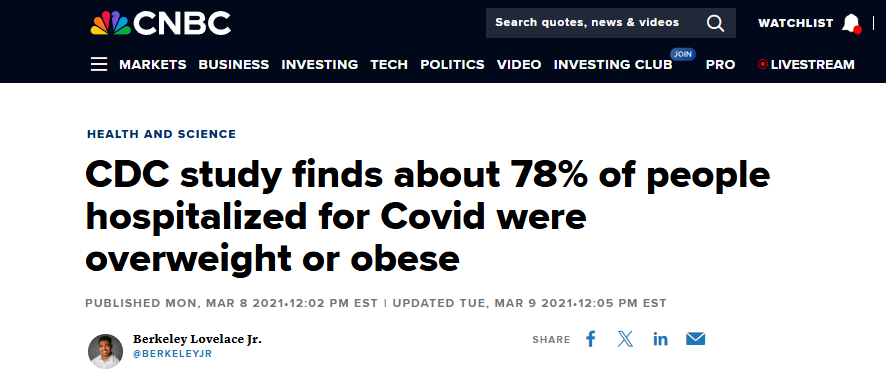 CNBC
Search quotes, news & videos
WATCHLIST
MARKETS BUSINESS INVESTING TECH POLITICS VIDEO INVESTING CLUB JOIN PRO LIVESTREAM
HEALTH AND SCIENCE
CDC study finds about 78% of people
hospitalized for Covid were
overweight or obese
PUBLISHED MON, MAR 8 2021•12:02 PM EST | UPDATED TUE, MAR 9 2021•12:05 PM EST
Berkeley Lovelace Jr.
@BERKELEYJR
SHARE